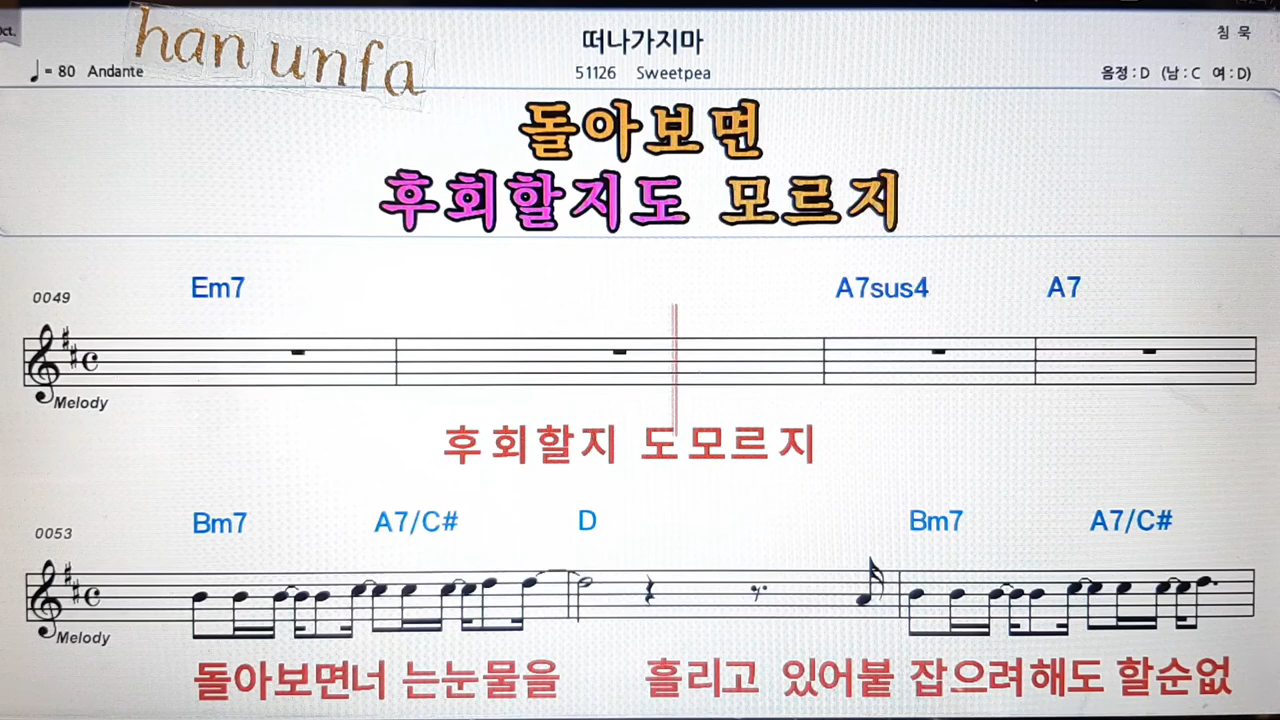 Oct.
han unfa
떠나가지마
침 묵
♩= 80 Andante
51126 Sweetpea
음정 : D (남 : C 여 : D)
돌아보면
후회할지도 모르지
Em7 A7sus4 A7
0049
Melody
후회할지 도모르지
Bm7 A7/C# D Bm7 A7/C#
0053
Melody
돌아보면너 는눈물을 흘리고 있어붙 잡으려해도 할순없